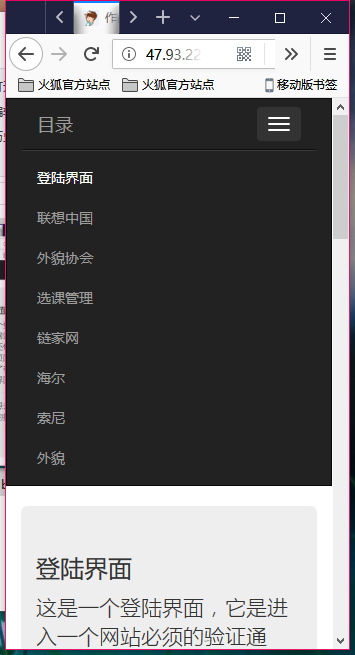 作
47.93.22
火狐官方站点 火狐官方站点 移动版书签
目录
登陆界面
联想中国
外貌协会
选课管理
链家网
海尔
索尼
外貌
登陆界面
这是一个登陆界面，它是进
入一个网站必须的验证通